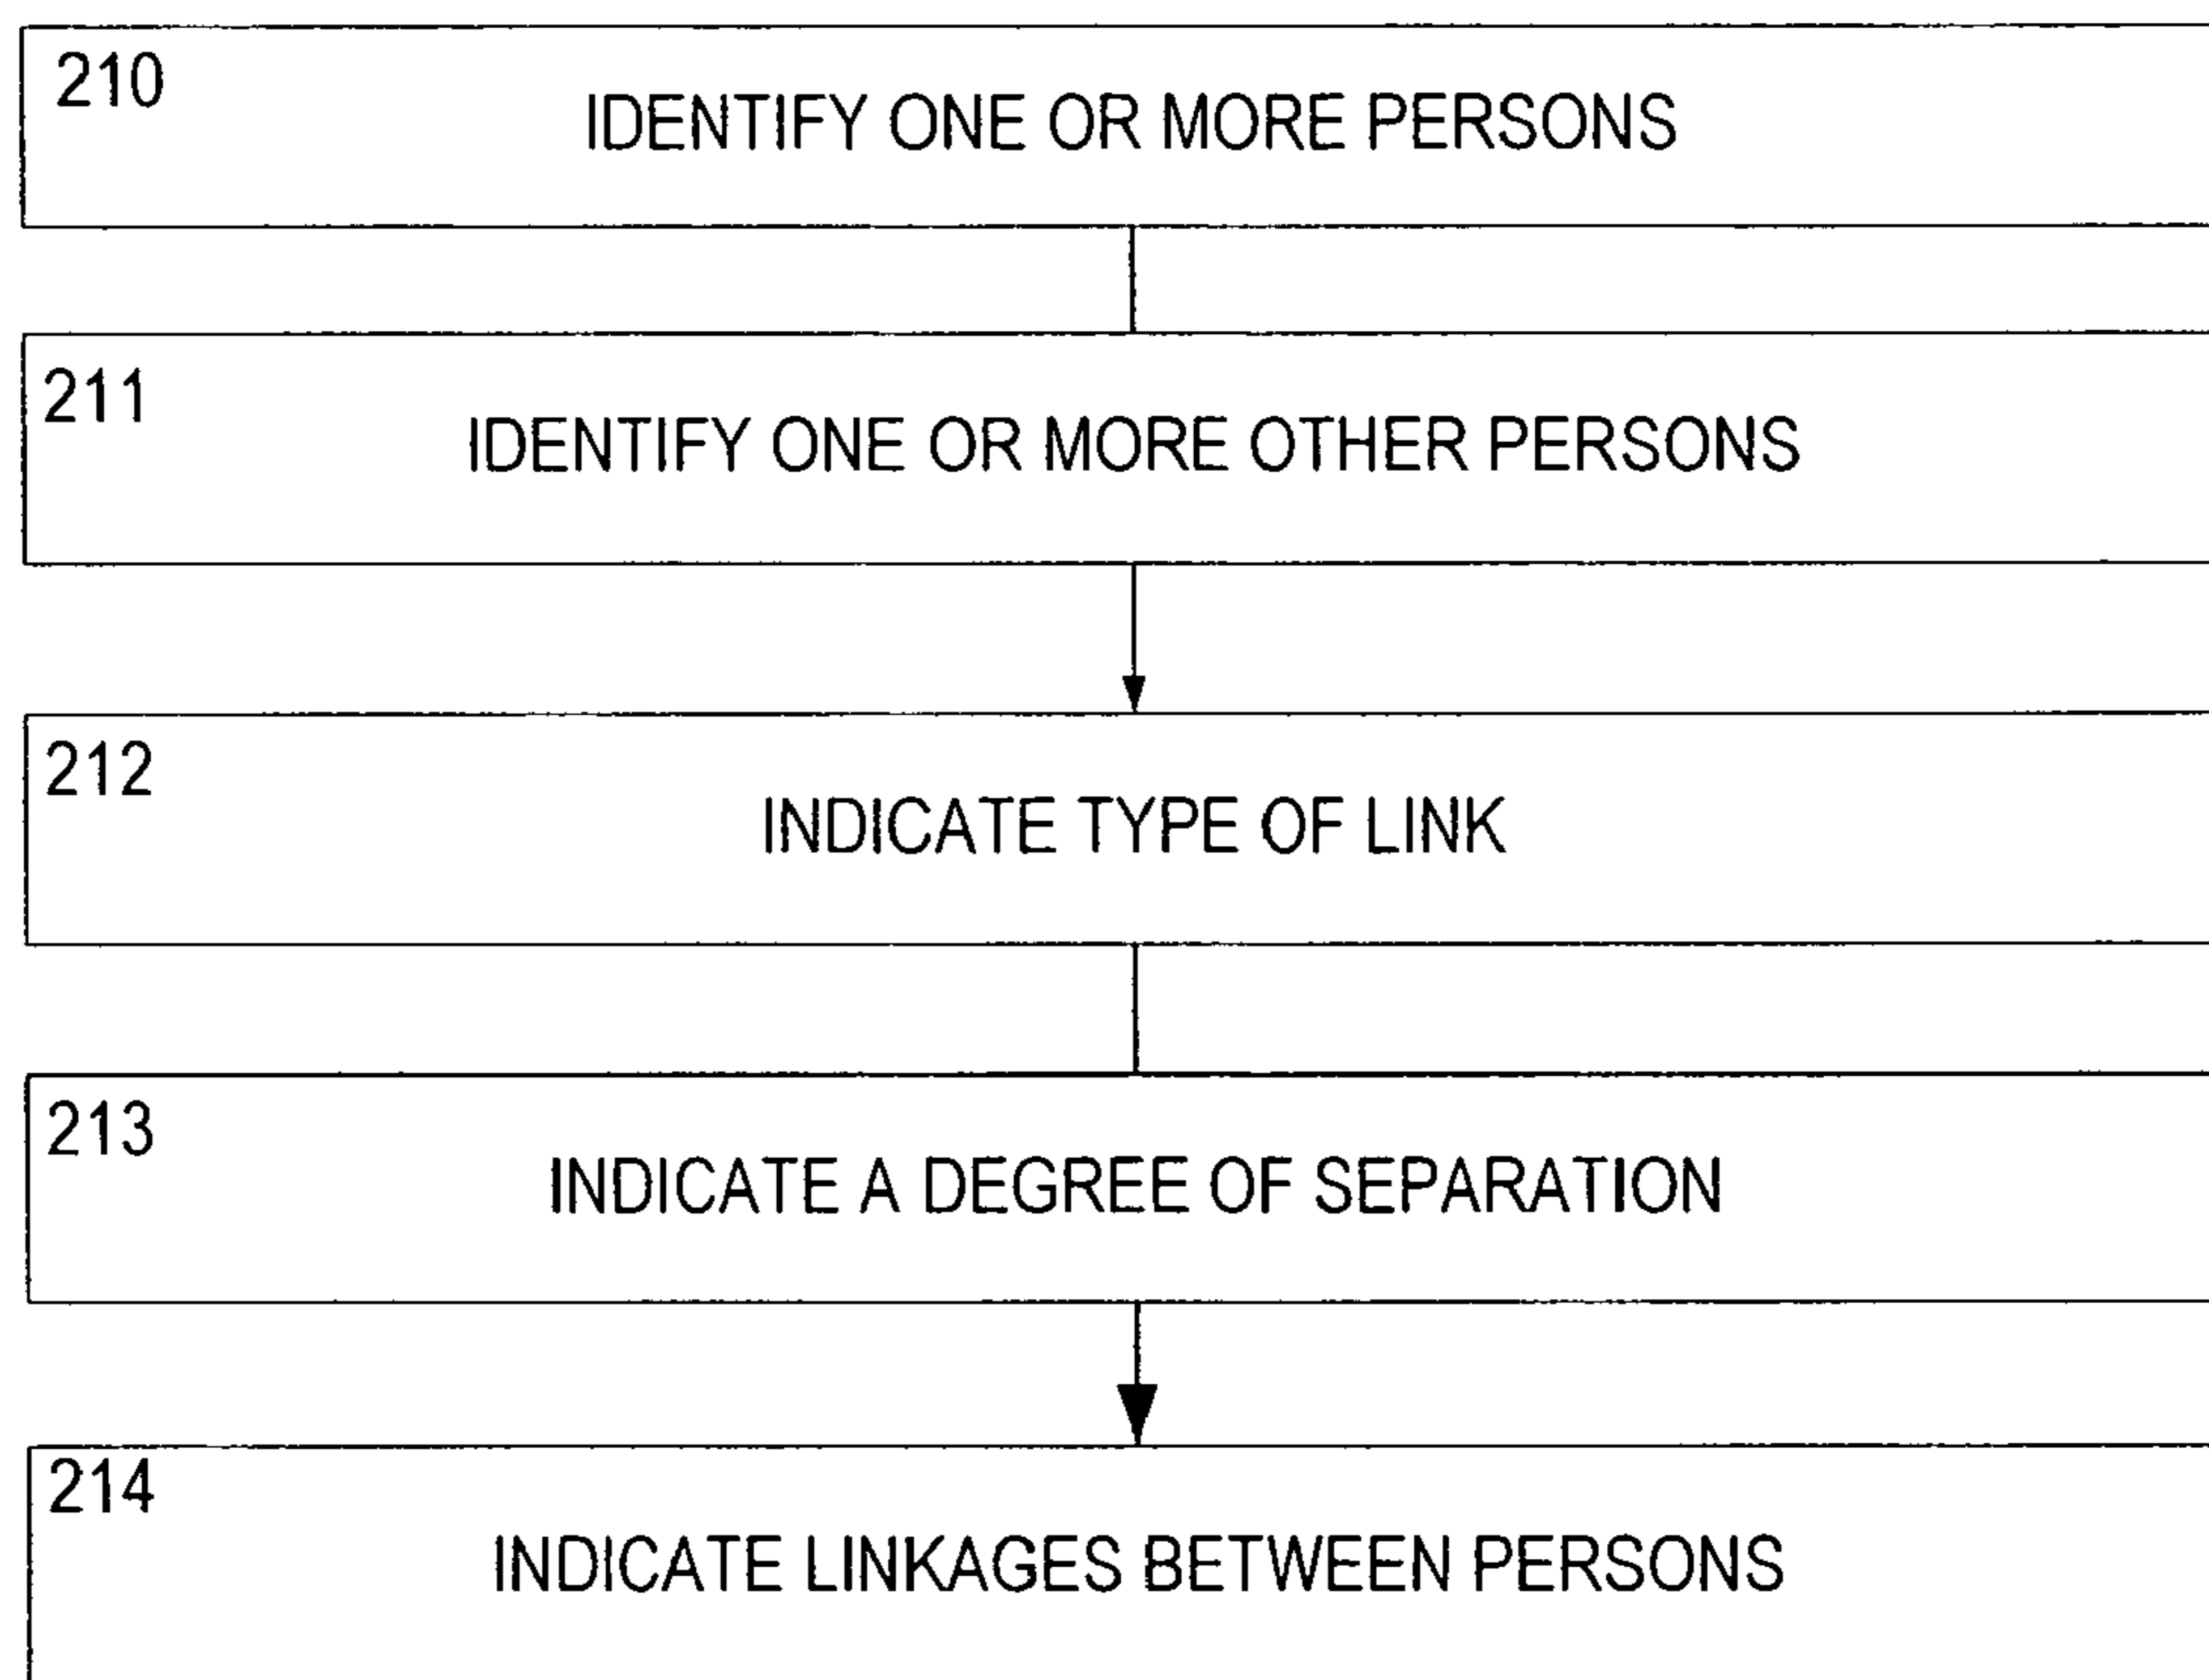 210
IDENTIFY ONE OR MORE PERSONS
211
IDENTIFY ONE OR MORE OTHER PERSONS
212
INDICATE TYPE OF LINK
213
INDICATE A DEGREE OF SEPARATION
214
INDICATE LINKAGES BETWEEN PERSONS